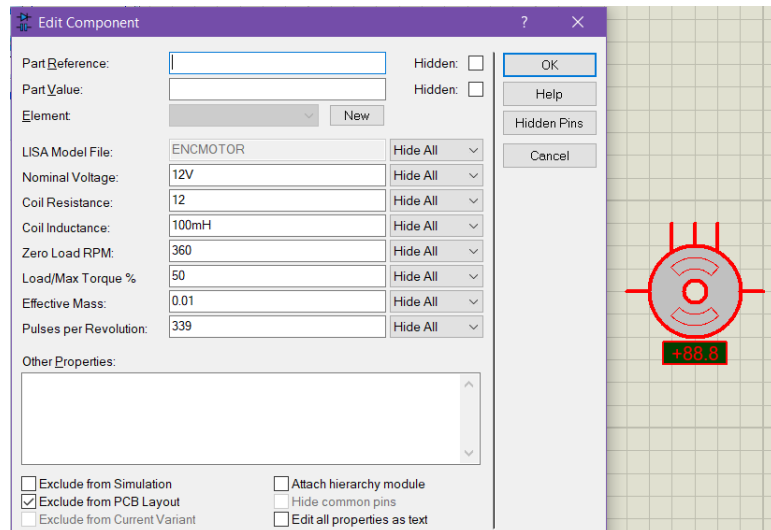 Edit Component ? ×
Part Reference: Hidden: OK
Part Value: Hidden: Help
Element: New Hidden Pins
LISA Model File: ENCMOTOR Hide All Cancel
Nominal Voltage: 12V Hide All
Coil Resistance: 12 Hide All
Coil Inductance: 100mH Hide All
Zero Load RPM: 360 Hide All
Load/Max Torque % 50 Hide All
Effective Mass: 0.01 Hide All
Pulses per Revolution: 339 Hide All
+88.8
Other Properties:
Exclude from Simulation Attach hierarchy module
Exclude from PCB Layout Hide common pins
Exclude from Current Variant Edit all properties as text